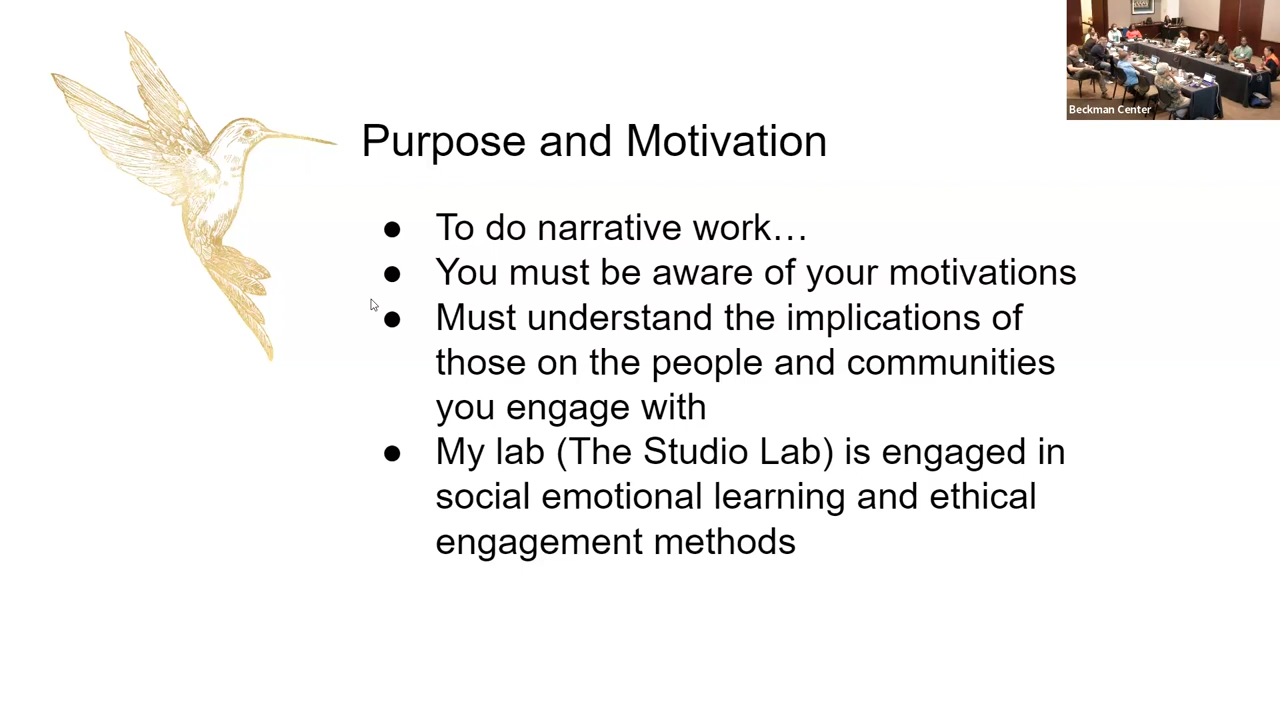 Beckman Center
Purpose and Motivation
● To do narrative work…
● You must be aware of your motivations
● Must understand the implications of
those on the people and communities
you engage with
● My lab (The Studio Lab) is engaged in
social emotional learning and ethical
engagement methods